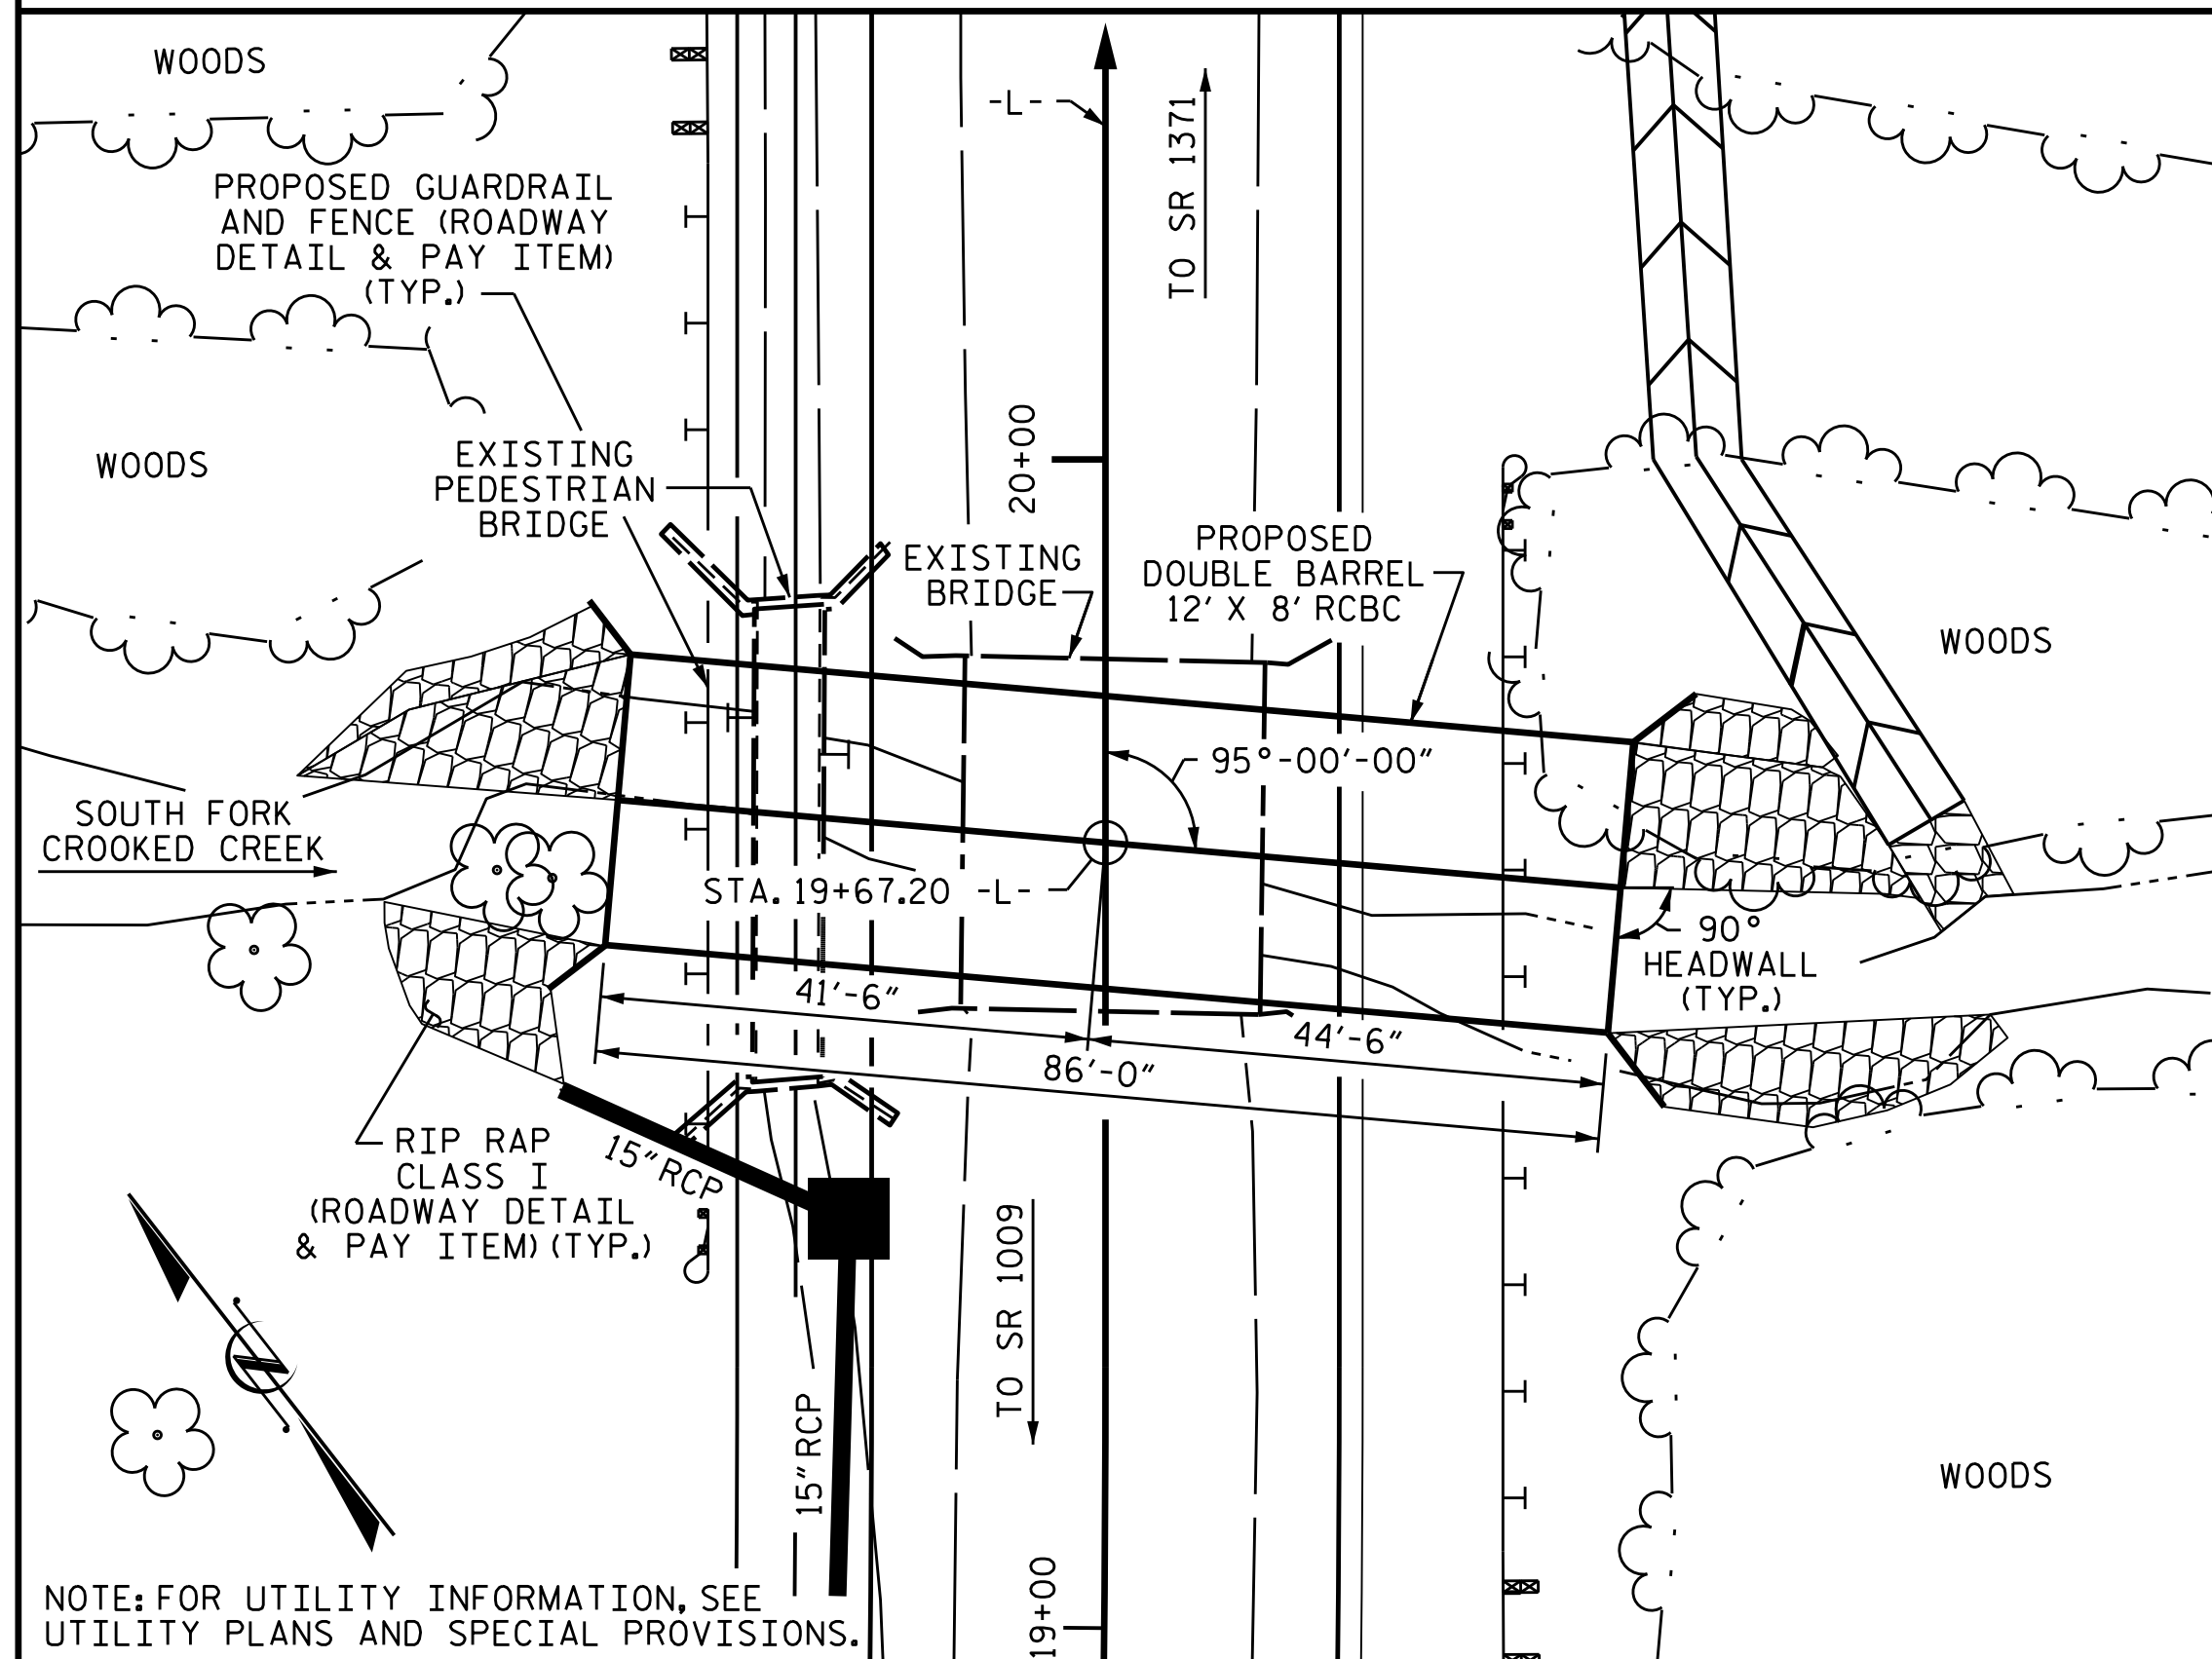 WOODS
-L-
TO SR 1371
PROPOSED GUARDRAIL
AND FENCE (ROADWAY
DETAIL & PAY ITEM)
(TYP.)
WOODS
EXISTING
PEDESTRIAN
BRIDGE
20+00
EXISTING
BRIDGE
PROPOSED
DOUBLE BARREL
12' X 8' RCBC
WOODS
95°-00'-00"
SOUTH FORK
CROOKED CREEK
STA. 19+67.20 -L-
90°
HEADWALL
(TYP.)
41'-6"
44'-6"
86'-0"
RIP RAP
CLASS I
(ROADWAY DETAIL
& PAY ITEM) (TYP.)
15" RCP
TO SR 1009
15" RCP
N
WOODS
19+00
NOTE: FOR UTILITY INFORMATION, SEE
UTILITY PLANS AND SPECIAL PROVISIONS.